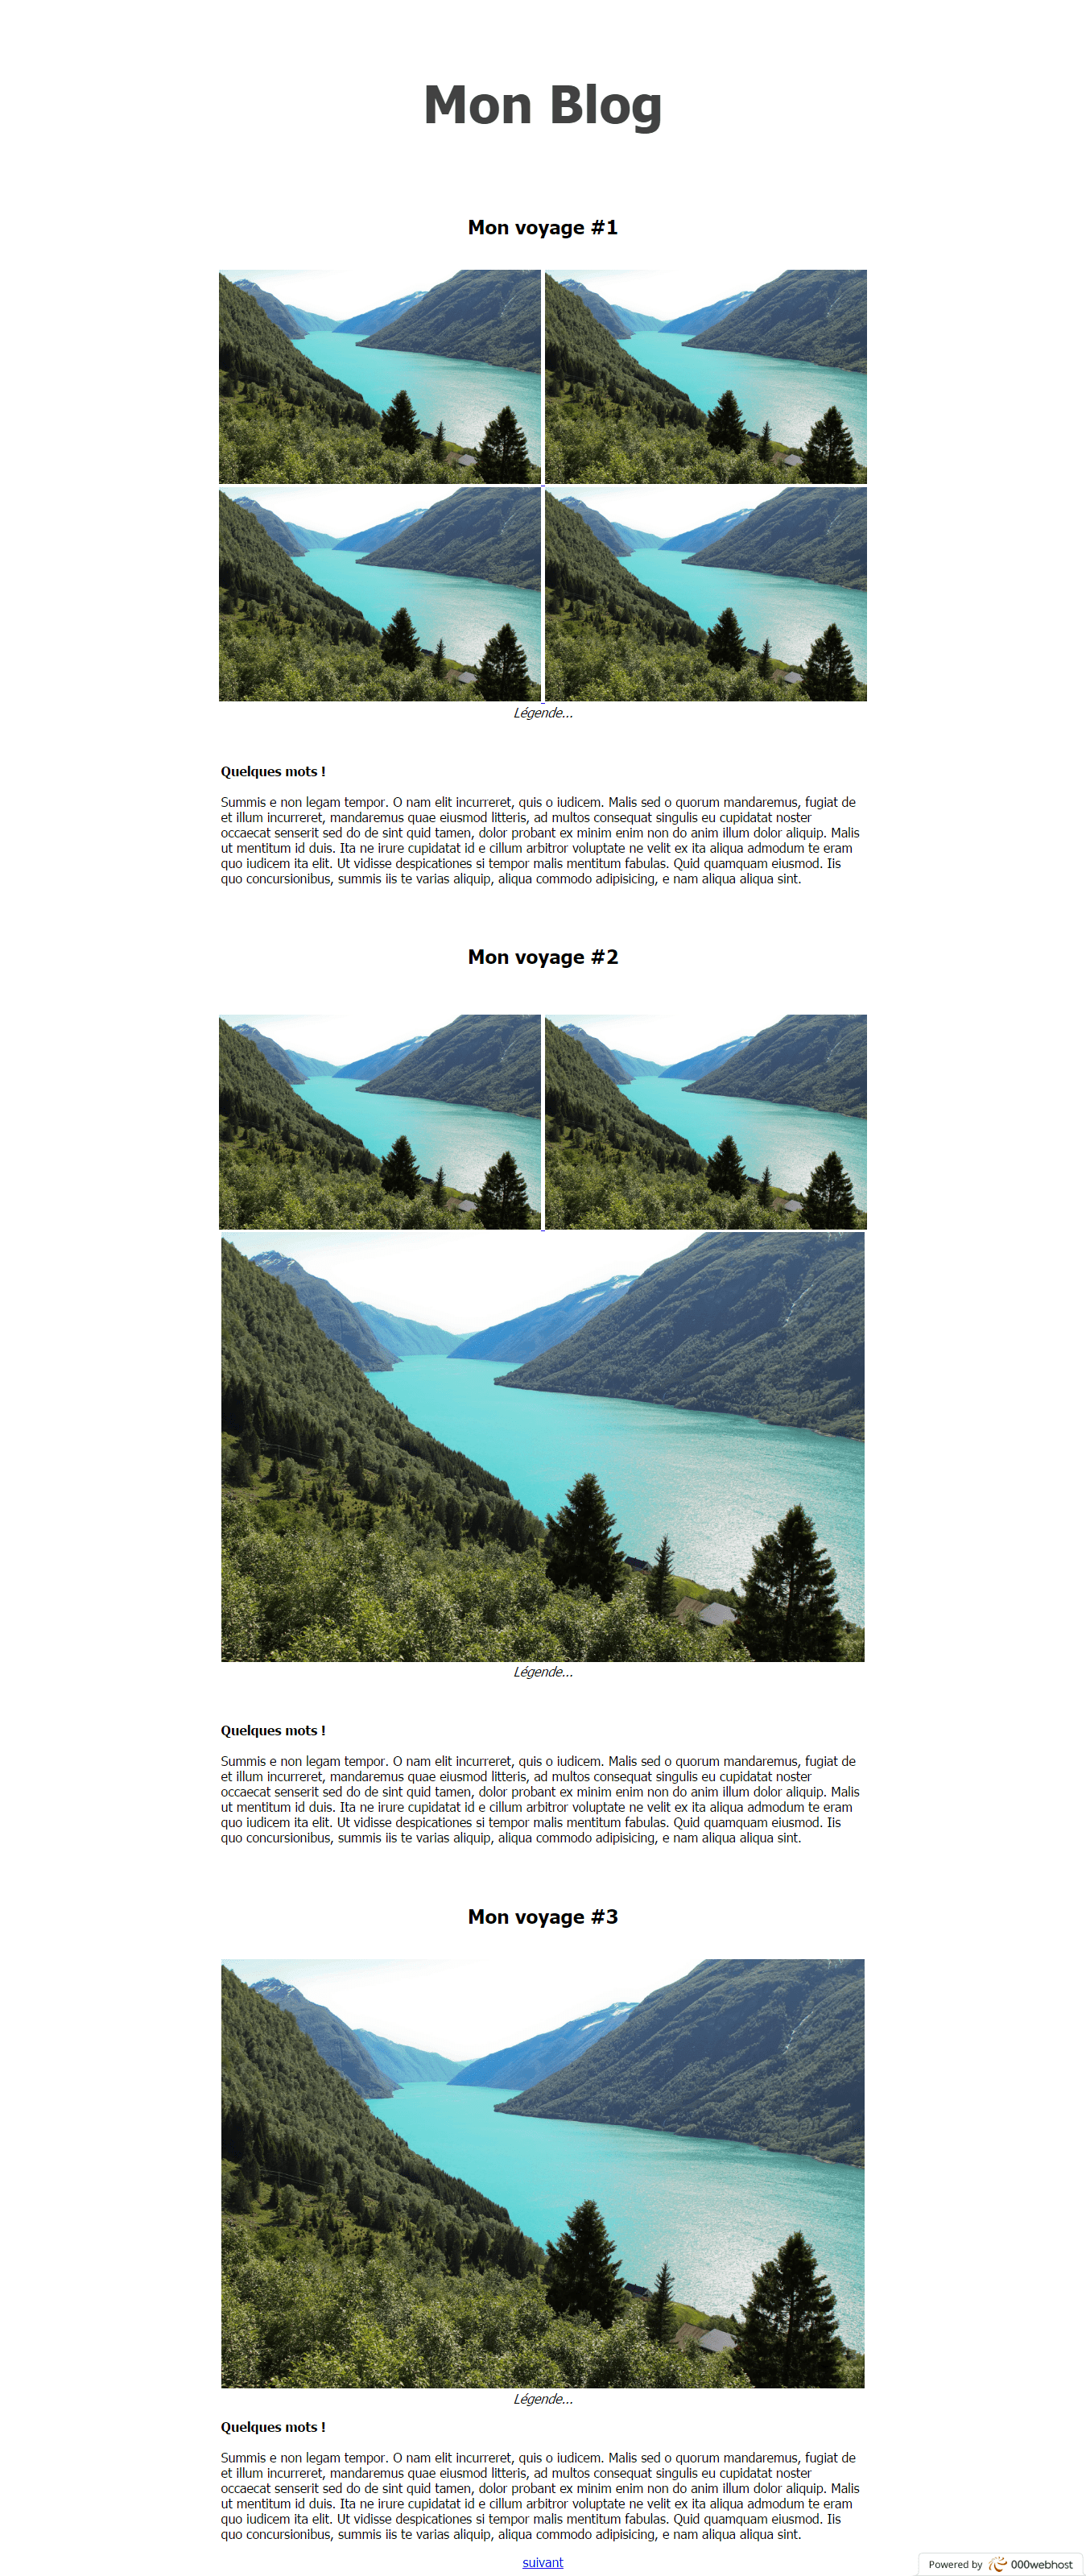 Mon Blog
Mon voyage #1
Légende...
Quelques mots !
Summis e non legam tempor. O nam elit incurreret, quis o iudicem. Malis sed o quorum mandaremus, fugiat de
et illum incurreret, mandaremus quae eiusmod litteris, ad multos consequat singulis eu cupidatat noster
occaecat senserit sed do de sint quid tamen, dolor probant ex minim enim non do anim illum dolor aliquip. Malis
ut mentitum id duis. Ita ne irure cupidatat id e cillum arbitror voluptate ne velit ex ita aliqua admodum te eram
quo iudicem ita elit. Ut vidisse despicationes si tempor malis mentitum fabulas. Quid quamquam eiusmod. Iis
quo concursionibus, summis iis te varias aliquip, aliqua commodo adipisicing, e nam aliqua aliqua sint.
Mon voyage #2
Légende...
Quelques mots !
Summis e non legam tempor. O nam elit incurreret, quis o iudicem. Malis sed o quorum mandaremus, fugiat de
et illum incurreret, mandaremus quae eiusmod litteris, ad multos consequat singulis eu cupidatat noster
occaecat senserit sed do de sint quid tamen, dolor probant ex minim enim non do anim illum dolor aliquip. Malis
ut mentitum id duis. Ita ne irure cupidatat id e cillum arbitror voluptate ne velit ex ita aliqua admodum te eram
quo iudicem ita elit. Ut vidisse despicationes si tempor malis mentitum fabulas. Quid quamquam eiusmod. Iis
quo concursionibus, summis iis te varias aliquip, aliqua commodo adipisicing, e nam aliqua aliqua sint.
Mon voyage #3
Légende...
Quelques mots !
Summis e non legam tempor. O nam elit incurreret, quis o iudicem. Malis sed o quorum mandaremus, fugiat de
et illum incurreret, mandaremus quae eiusmod litteris, ad multos consequat singulis eu cupidatat noster
occaecat senserit sed do de sint quid tamen, dolor probant ex minim enim non do anim illum dolor aliquip. Malis
ut mentitum id duis. Ita ne irure cupidatat id e cillum arbitror voluptate ne velit ex ita aliqua admodum te eram
quo iudicem ita elit. Ut vidisse despicationes si tempor malis mentitum fabulas. Quid quamquam eiusmod. Iis
quo concursionibus, summis iis te varias aliquip, aliqua commodo adipisicing, e nam aliqua aliqua sint.
suivant
Powered by 000webhost